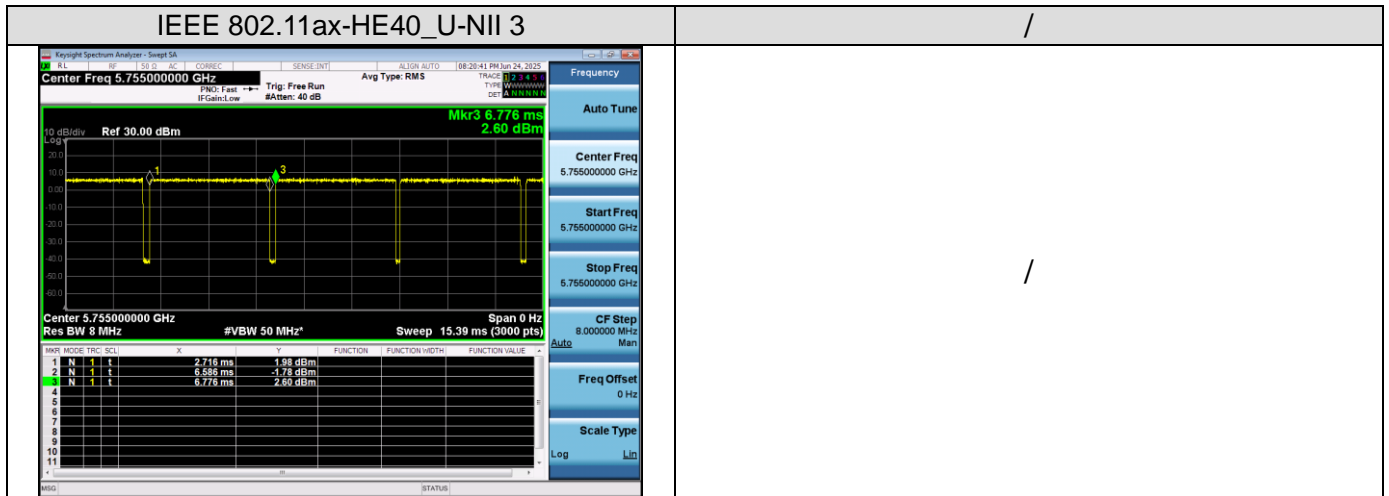 IEEE 802.11ax-HE40_U-NII 3
/
Keysight Spectrum Analyzer - Swept SA
RL RF 50 Ω AC CORREC SENSE:INT ALIGN AUTO 08:20:41 PM Jun 24, 2025
Center Freq 5.755000000 GHz
PNO: Fast
IFGain:Low
Trig: Free Run
#Atten: 40 dB
Avg Type: RMS
TRACE 1 2 3 4 5 6
TYPE WWWWWW
DET A NNNNN
Mkr3 6.776 ms
2.60 dBm
10 dB/div Ref 30.00 dBm
Log
20.0
10.0
0.00
-10.0
-20.0
-30.0
-40.0
-50.0
-60.0
1
3
Center 5.755000000 GHz Span 0 Hz
Res BW 8 MHz #VBW 50 MHz* Sweep 15.39 ms (3000 pts)
MKR MODE TRC SCL X Y FUNCTION FUNCTION WIDTH FUNCTION VALUE
1 N 1 t 2.716 ms 1.98 dBm
2 N 1 t 6.586 ms -1.78 dBm
3 N 1 t 6.776 ms 2.60 dBm
4
5
6
7
8
9
10
11
MSG STATUS
Frequency
Auto Tune
Center Freq
5.755000000 GHz
Start Freq
5.755000000 GHz
Stop Freq
5.755000000 GHz
CF Step
8.000000 MHz
Auto Man
Freq Offset
0 Hz
Scale Type
Log Lin
/